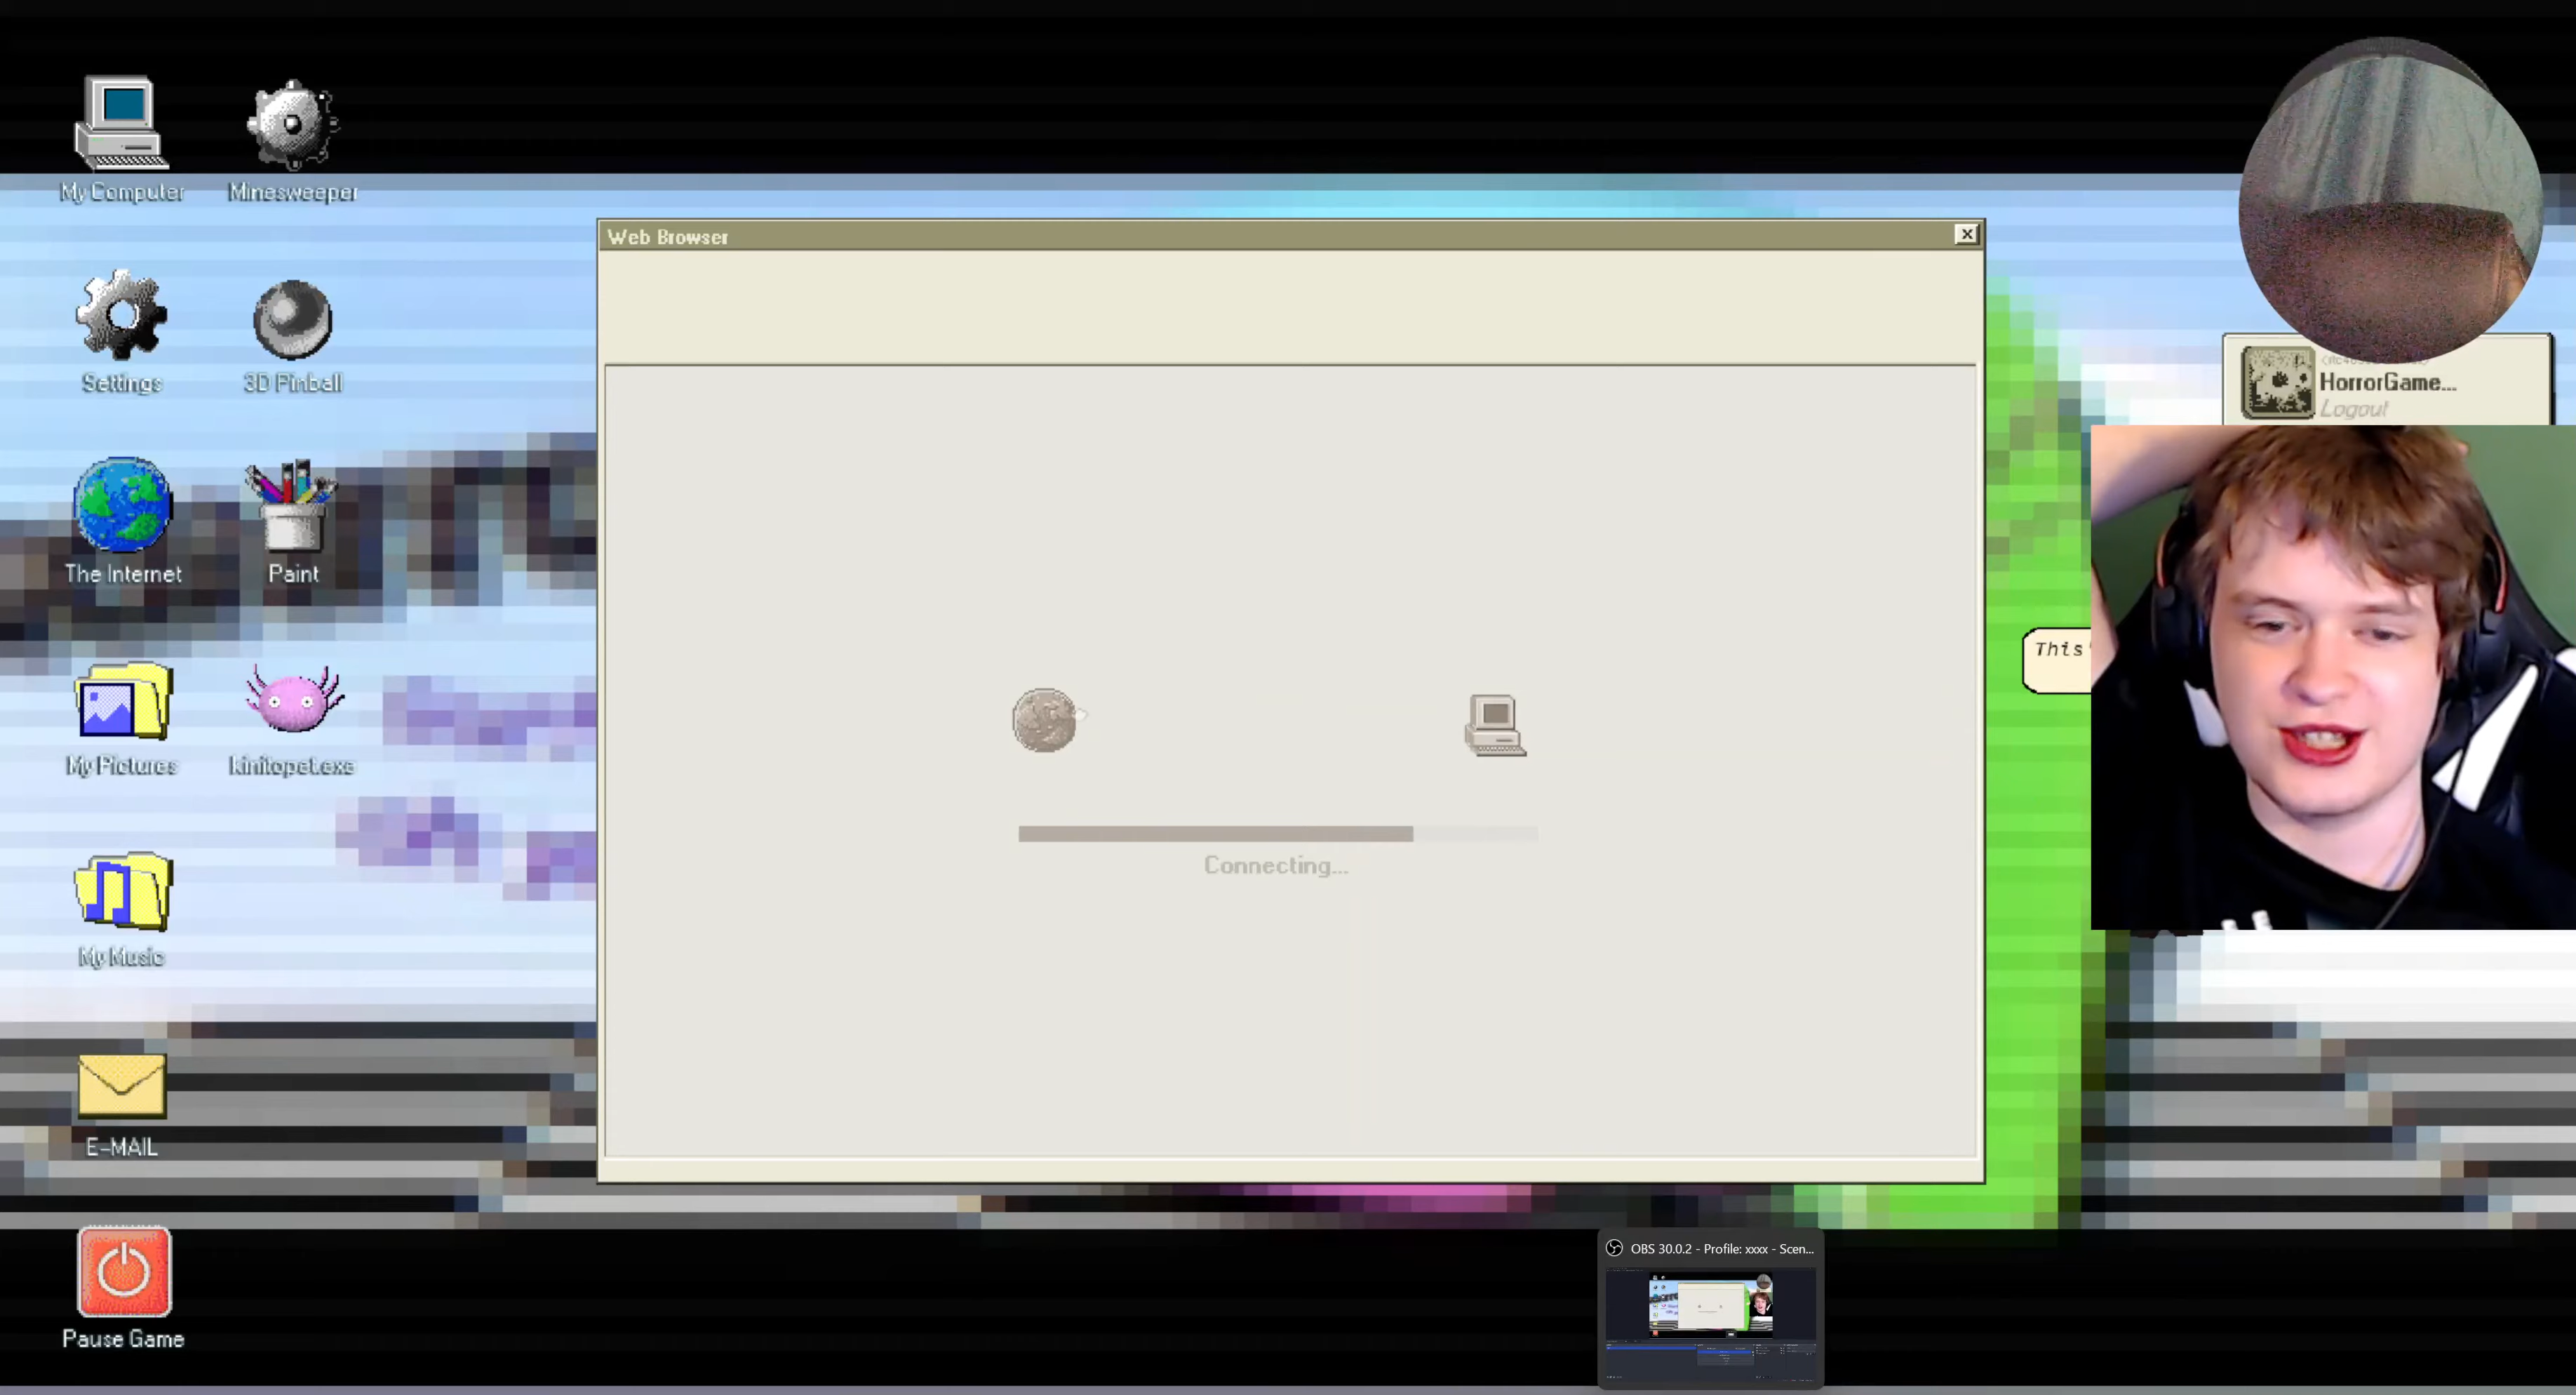 My Computer
Minesweeper
Settings
3D Pinball
The Internet
Paint
My Pictures
kinitopet.exe
My Music
E-MAIL
Pause Game
Web Browser
Connecting...
HorrorGame...
Logout
This'
OBS 30.0.2 - Profile: xxxx - Scen...